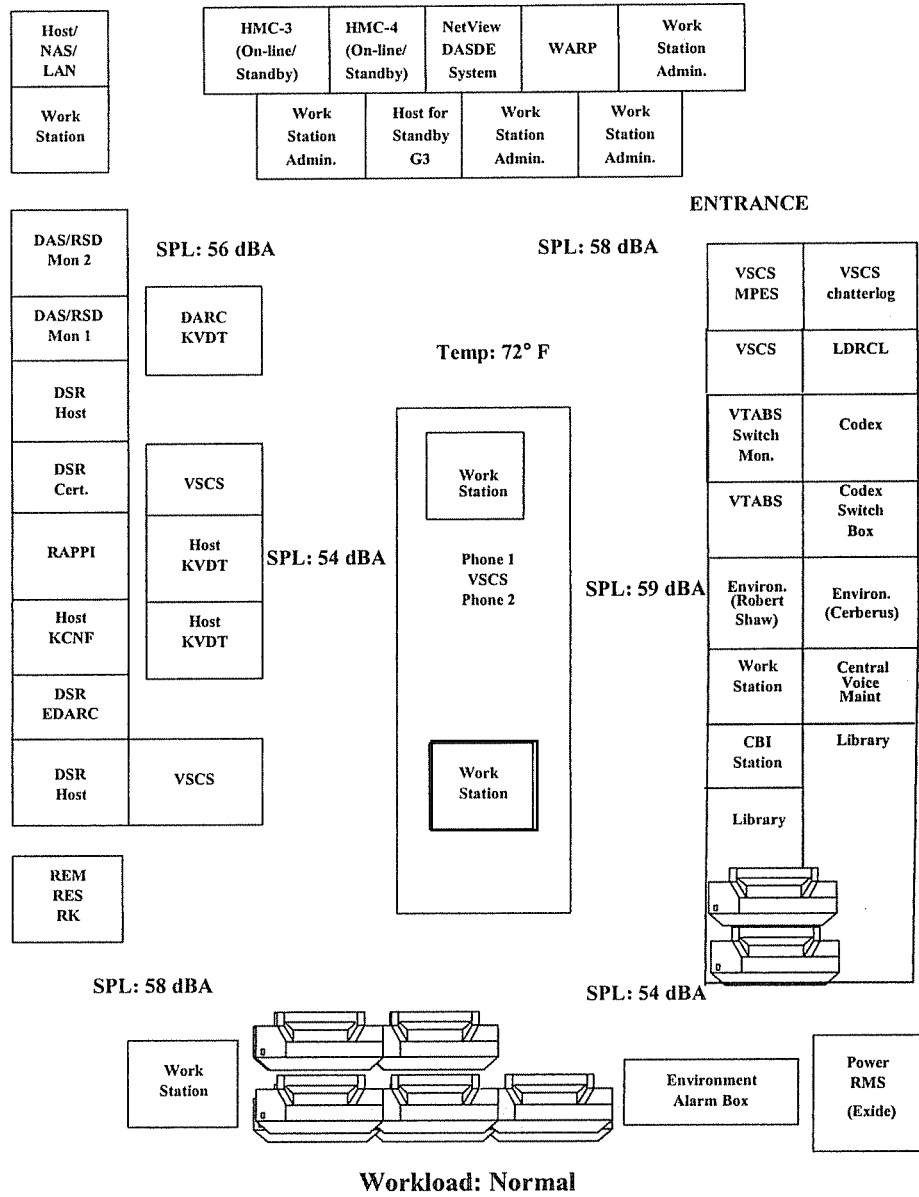 Host/
NAS/
LAN
Work
Station
HMC-3
(On-line/
Standby)
HMC-4
(On-line/
Standby)
NetView
DASDE
System
WARP
Work
Station
Admin.
Work
Station
Admin.
Host for
Standby
G3
Work
Station
Admin.
Work
Station
Admin.
ENTRANCE
DAS/RSD
Mon 2
DAS/RSD
Mon 1
DSR
Host
DSR
Cert.
RAPPI
Host
KCNF
DSR
EDARC
DSR
Host
SPL: 56 dBA
DARC
KVDT
VSCS
Host
KVDT
Host
KVDT
VSCS
SPL: 54 dBA
SPL: 58 dBA
Temp: 72° F
Work
Station
Phone 1
VSCS
Phone 2
Work
Station
SPL: 59 dBA
VSCS
MPES
VSCS
chatterlog
VSCS
LDRCL
VTABS
Switch
Mon.
Codex
VTABS
Codex
Switch
Box
Environ.
(Robert
Shaw)
Environ.
(Cerberus)
Work
Station
Central
Voice
Maint
CBI
Station
Library
Library
REM
RES
RK
SPL: 58 dBA
SPL: 54 dBA
Work
Station
Environment
Alarm Box
Power
RMS
(Exide)
Workload: Normal